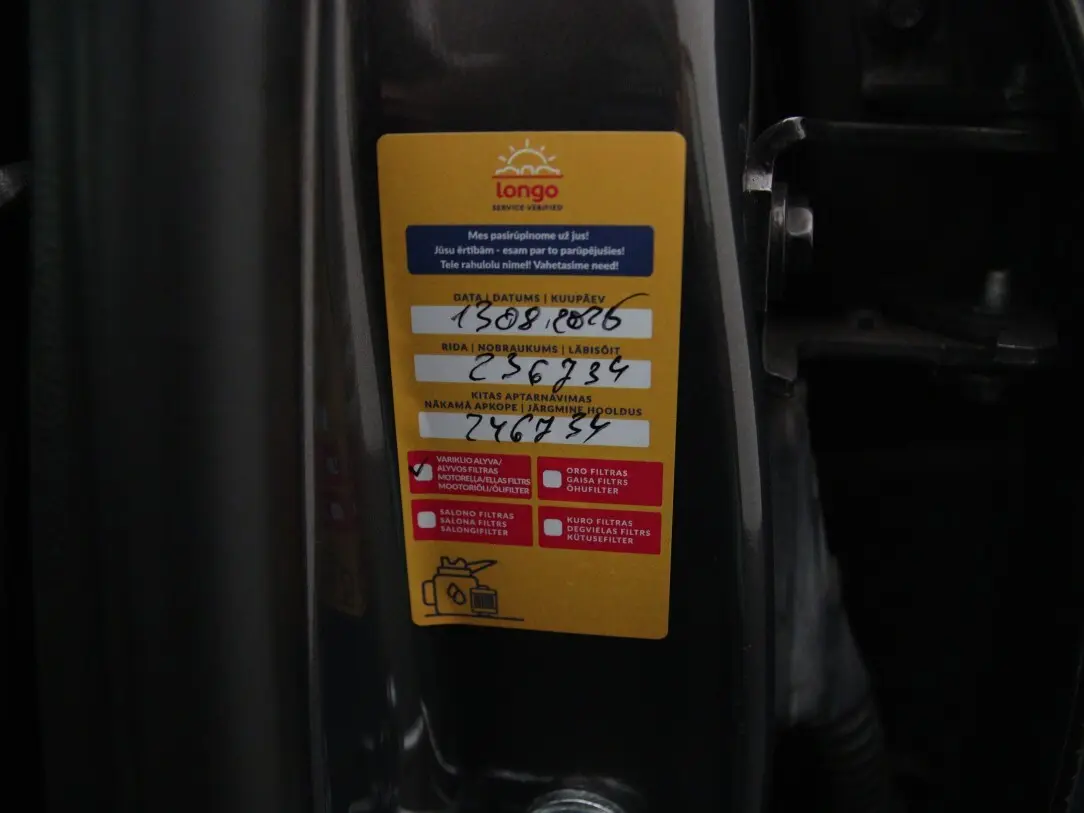 longo
SERVICE VERIFIED
Mes pasirūpinome už jus!
Jūsu ērtībām - esam par to parūpējušies!
Teie rahulolu nimel! Vahetasime need!
DATA | DATUMS | KUUPÄEV
13 08.2026
RIDA | NOBRAUKUMS | LÄBISÕIT
236734
KITAS APTARNAVIMAS
NĀKAMĀ APKOPE | JÄRGMINE HOOLDUS
246734
VARIKLIO ALYVA/
ALYVOS FILTRAS
MOTOREĻĻA/EĻĻAS FILTRS
MOOTORIÕLI/ÕLIFILTER
ORO FILTRAS
GAISA FILTRS
ÕHUFILTER
SALONO FILTRAS
SALONA FILTRS
SALONGIFILTER
KURO FILTRAS
DEGVIELAS FILTRS
KÜTUSEFILTER